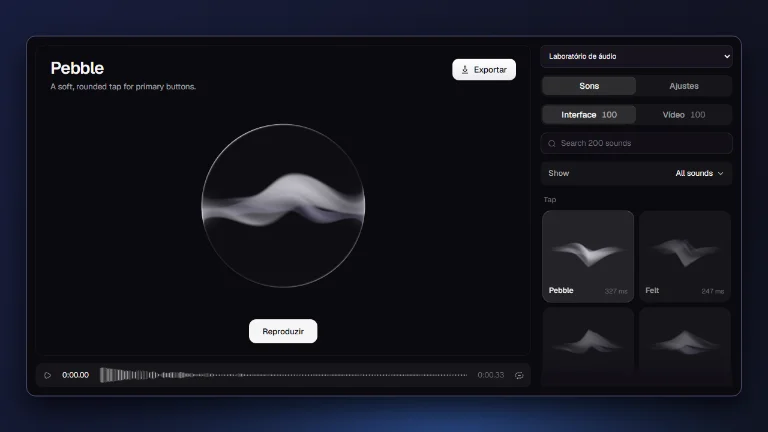 Pebble
A soft, rounded tap for primary buttons.
Exportar
Reproduzir
0:00.00
0:00.33
Laboratório de áudio
Sons
Ajustes
Interface 100
Vídeo 100
Search 200 sounds
Show
All sounds
Tap
Pebble
327 ms
Felt
247 ms